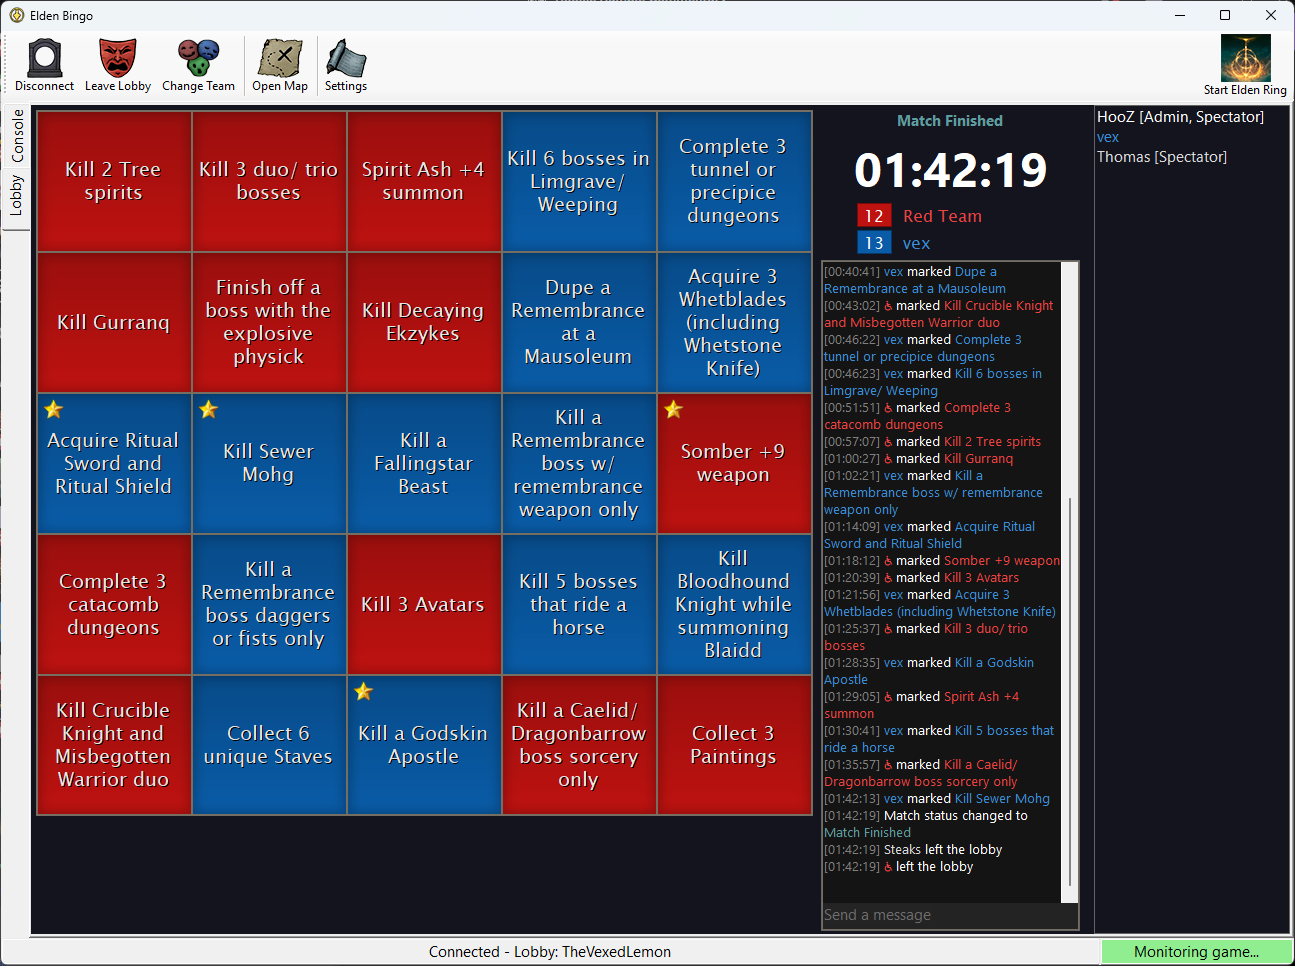 Elden Bingo
Disconnect
Leave Lobby
Change Team
Open Map
Settings
Start Elden Ring
Console
Lobby
Kill 2 Tree
spirits
Kill 3 duo/ trio
bosses
Spirit Ash +4
summon
Kill 6 bosses in
Limgrave/
Weeping
Complete 3
tunnel or
precipice
dungeons
Kill Gurranq
Finish off a
boss with the
explosive
physick
Kill Decaying
Ekzykes
Dupe a
Remembrance
at a
Mausoleum
Acquire 3
Whetblades
(including
Whetstone
Knife)
Acquire Ritual
Sword and
Ritual Shield
Kill Sewer
Mohg
Kill a
Fallingstar
Beast
Kill a
Remembrance
boss w/
remembrance
weapon only
Somber +9
weapon
Complete 3
catacomb
dungeons
Kill a
Remembrance
boss daggers
or fists only
Kill 3 Avatars
Kill 5 bosses
that ride a
horse
Kill
Bloodhound
Knight while
summoning
Blaidd
Kill Crucible
Knight and
Misbegotten
Warrior duo
Collect 6
unique Staves
Kill a Godskin
Apostle
Kill a Caelid/
Dragonbarrow
boss sorcery
only
Collect 3
Paintings
Match Finished
01:42:19
12 Red Team
13 vex
[00:40:41] vex marked Dupe a
Remembrance at a Mausoleum
[00:43:02] ♿ marked Kill Crucible Knight
and Misbegotten Warrior duo
[00:46:22] vex marked Complete 3
tunnel or precipice dungeons
[00:46:23] vex marked Kill 6 bosses in
Limgrave/ Weeping
[00:51:51] ♿ marked Complete 3
catacomb dungeons
[00:57:07] ♿ marked Kill 2 Tree spirits
[01:00:27] ♿ marked Kill Gurranq
[01:02:21] vex marked Kill a
Remembrance boss w/ remembrance
weapon only
[01:14:09] vex marked Acquire Ritual
Sword and Ritual Shield
[01:18:12] ♿ marked Somber +9 weapon
[01:20:39] ♿ marked Kill 3 Avatars
[01:21:56] vex marked Acquire 3
Whetblades (including Whetstone Knife)
[01:25:37] ♿ marked Kill 3 duo/ trio
bosses
[01:28:35] vex marked Kill a Godskin
Apostle
[01:29:05] ♿ marked Spirit Ash +4
summon
[01:30:41] vex marked Kill 5 bosses that
ride a horse
[01:35:57] ♿ marked Kill a Caelid/
Dragonbarrow boss sorcery only
[01:42:13] vex marked Kill Sewer Mohg
[01:42:19] Match status changed to
Match Finished
[01:42:19] Steaks left the lobby
[01:42:19] ♿ left the lobby
Send a message
HooZ [Admin, Spectator]
vex
Thomas [Spectator]
Connected - Lobby: TheVexedLemon
Monitoring game...